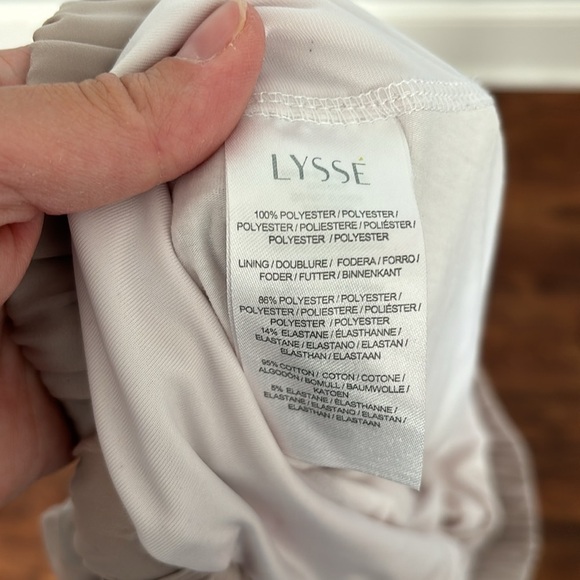 LYSSÉ
100% POLYESTER / POLYESTER /
POLYESTER / POLIESTERE / POLIÉSTER /
POLYESTER / POLYESTER
LINING / DOUBLURE / FODERA / FORRO /
FODER / FUTTER / BINNENKANT
86% POLYESTER / POLYESTER /
POLYESTER / POLIESTERE / POLIÉSTER /
POLYESTER / POLYESTER
14% ELASTANE / ÉLASTHANNE /
ELASTANE / ELASTANO / ELASTAN /
ELASTHAN / ELASTAAN
95% COTTON / COTON / COTONE /
ALGODÓN / BOMULL / BAUMWOLLE /
KATOEN
5% ELASTANE / ÉLASTHANNE /
ELASTANE / ELASTANO / ELASTAN /
ELASTHAN / ELASTAAN